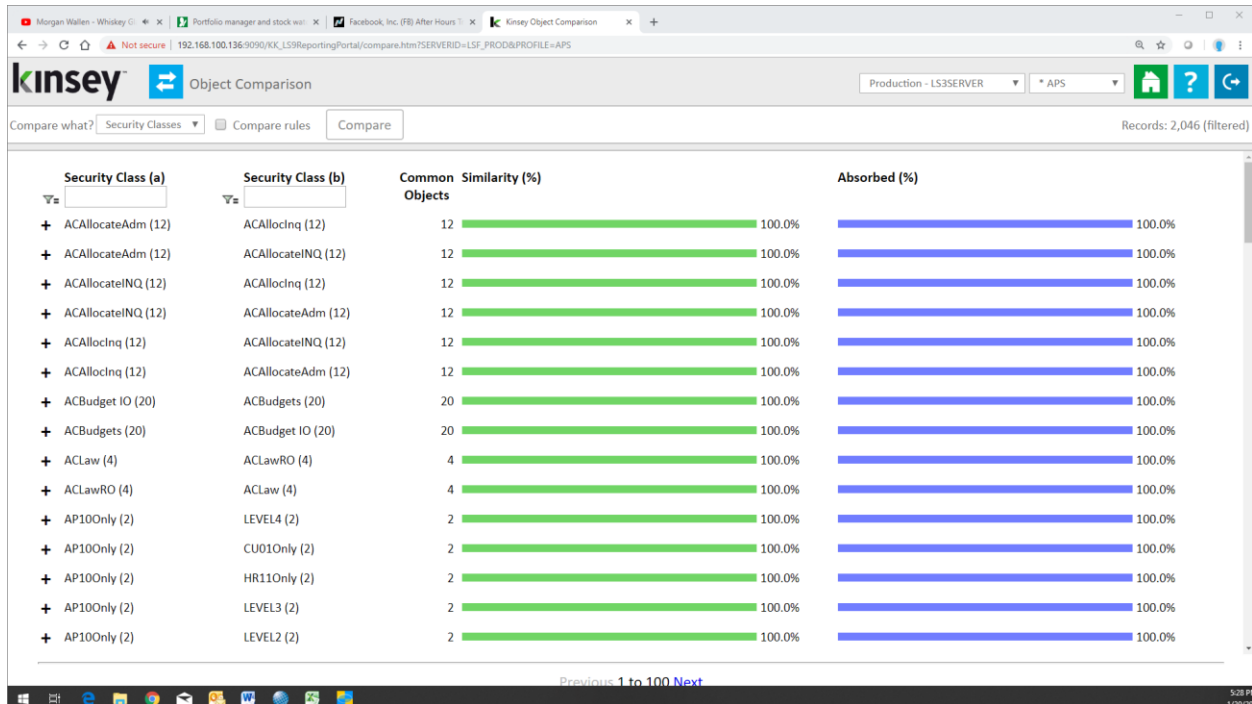 Morgan Wallen - Whiskey Gl
Portfolio manager and stock wat
Facebook, Inc. (FB) After Hours T
Kinsey Object Comparison
Not secure | 192.168.100.136:9090/KK_LS9ReportingPortal/compare.htm?SERVERID=LSF_PROD&PROFILE=APS
kinsey Object Comparison Production - LS3SERVER * APS ?
Compare what? Security Classes Compare rules Compare Records: 2,046 (filtered)
Security Class (a) Security Class (b) Common Similarity (%) Absorbed (%)
Objects
+ ACAllocateAdm (12) ACAllocInq (12) 12 100.0% 100.0%
+ ACAllocateAdm (12) ACAllocateINQ (12) 12 100.0% 100.0%
+ ACAllocateINQ (12) ACAllocInq (12) 12 100.0% 100.0%
+ ACAllocateINQ (12) ACAllocateAdm (12) 12 100.0% 100.0%
+ ACAllocInq (12) ACAllocateINQ (12) 12 100.0% 100.0%
+ ACAllocInq (12) ACAllocateAdm (12) 12 100.0% 100.0%
+ ACBudget IO (20) ACBudgets (20) 20 100.0% 100.0%
+ ACBudgets (20) ACBudget IO (20) 20 100.0% 100.0%
+ ACLaw (4) ACLawRO (4) 4 100.0% 100.0%
+ ACLawRO (4) ACLaw (4) 4 100.0% 100.0%
+ AP10Only (2) LEVEL4 (2) 2 100.0% 100.0%
+ AP10Only (2) CU01Only (2) 2 100.0% 100.0%
+ AP10Only (2) HR11Only (2) 2 100.0% 100.0%
+ AP10Only (2) LEVEL3 (2) 2 100.0% 100.0%
+ AP10Only (2) LEVEL2 (2) 2 100.0% 100.0%
Previous 1 to 100 Next
5:28 P